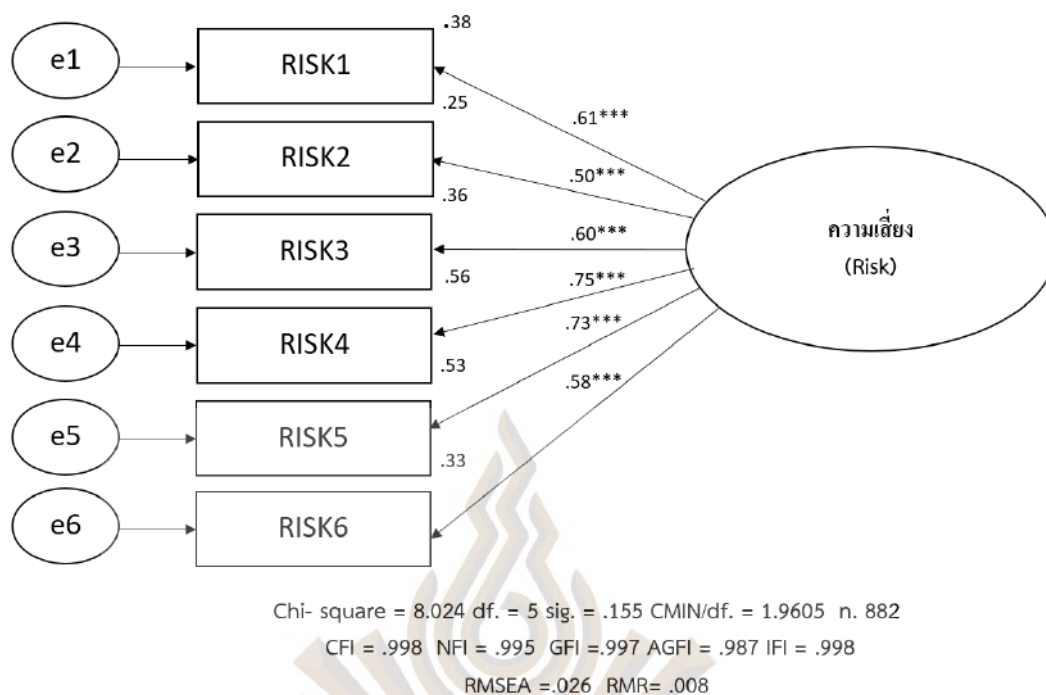 .38
e1 RISK1
.25
.61***
e2 RISK2
.50***
.36
e3 RISK3
.60***
ความเสี่ยง
(Risk)
.56
.75***
e4 RISK4
.73***
.53
.58***
e5 RISK5
.33
e6 RISK6
Chi- square = 8.024 df. = 5 sig. = .155 CMIN/df. = 1.9605 n. 882
CFI = .998 NFI = .995 GFI =.997 AGFI = .987 IFI = .998
RMSEA =.026 RMR= .008